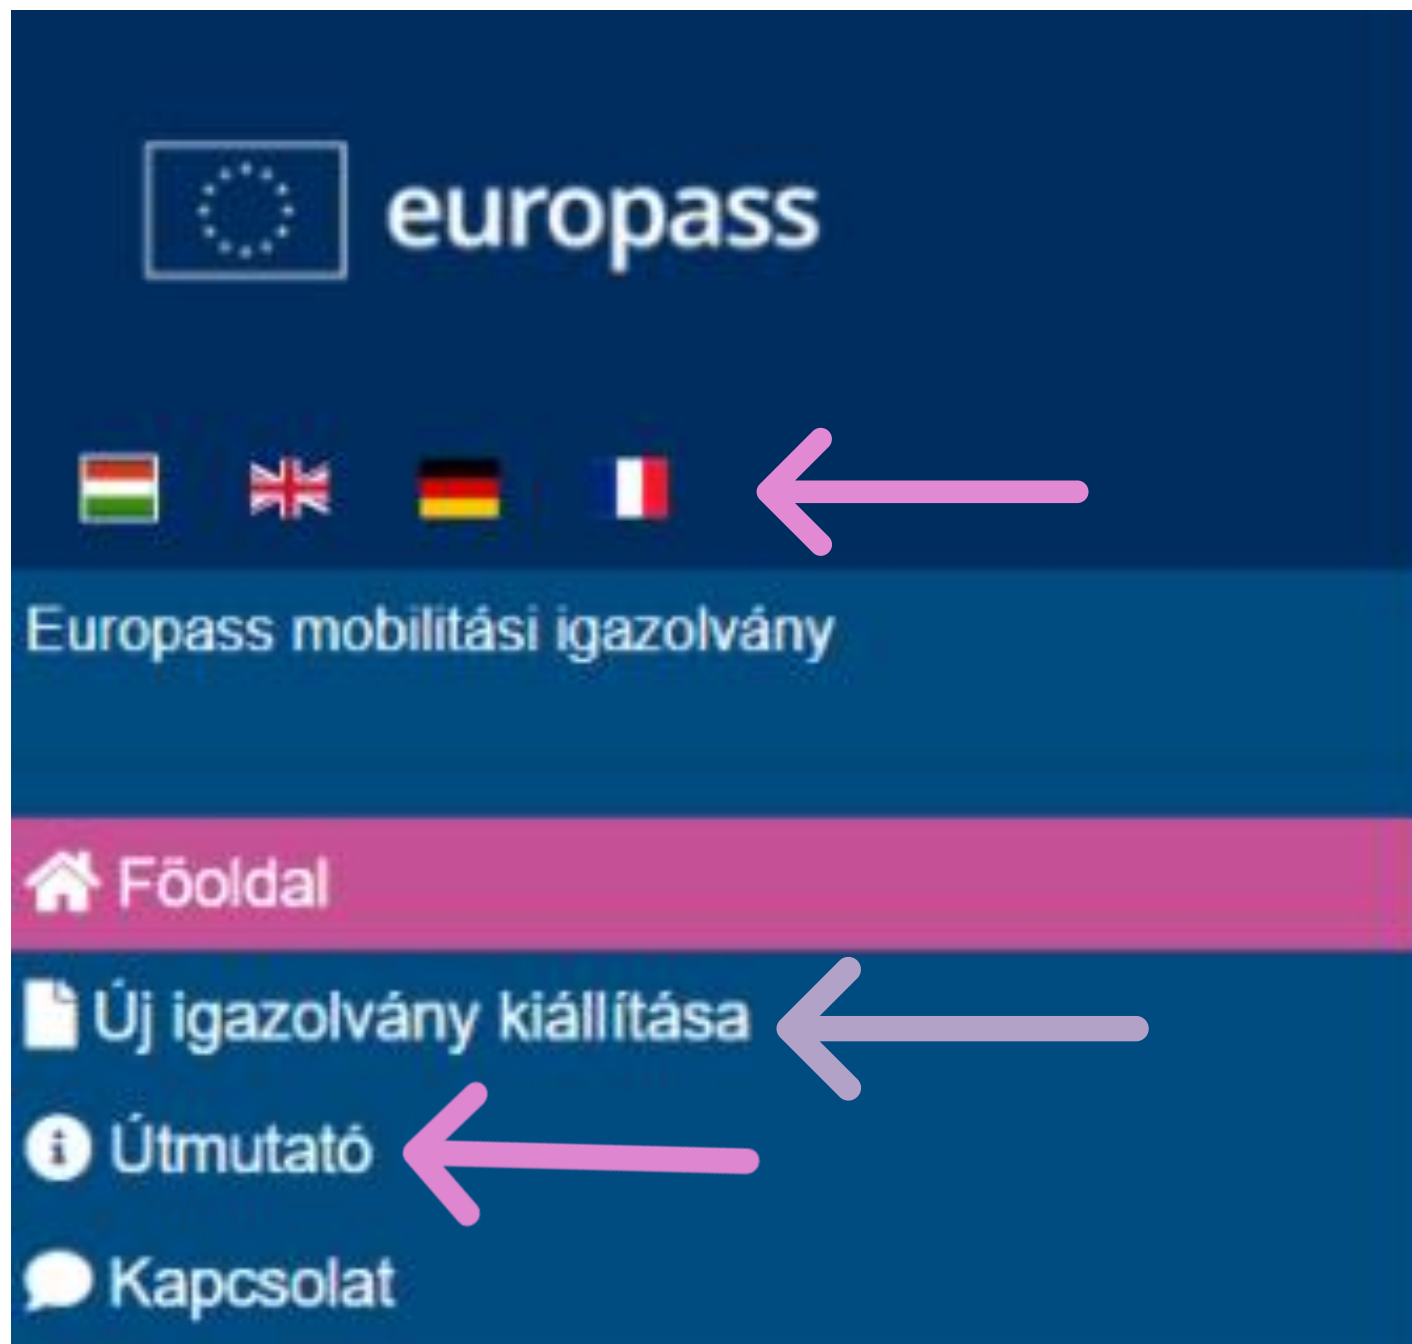 europass
Europass mobilitási igazolvány
Főoldal
Új igazolvány kiállítása
Útmutató
Kapcsolat